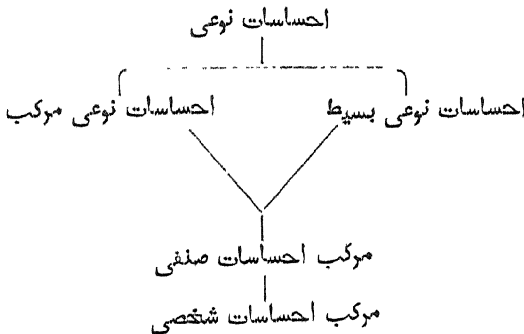 احساسات نوعی
احساسات نوعی بسیط
احساسات نوعی مرکب
مرکب احساسات صنفی
مرکب احساسات شخصی